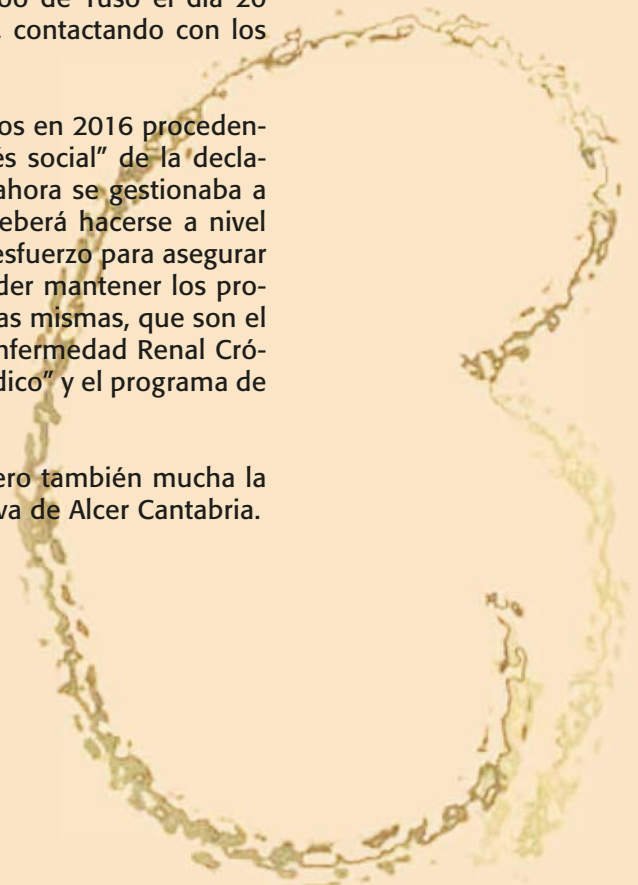 de Tuso el día 20
contactando con los
os en 2016 proceden-
és social” de la decla-
ahora se gestionaba a
eberá hacerse a nivel
esfuerzo para asegurar
der mantener los pro-
as mismas, que son el
nfermedad Renal Cró-
dico” y el programa de
ero también mucha la
va de Alcer Cantabria.